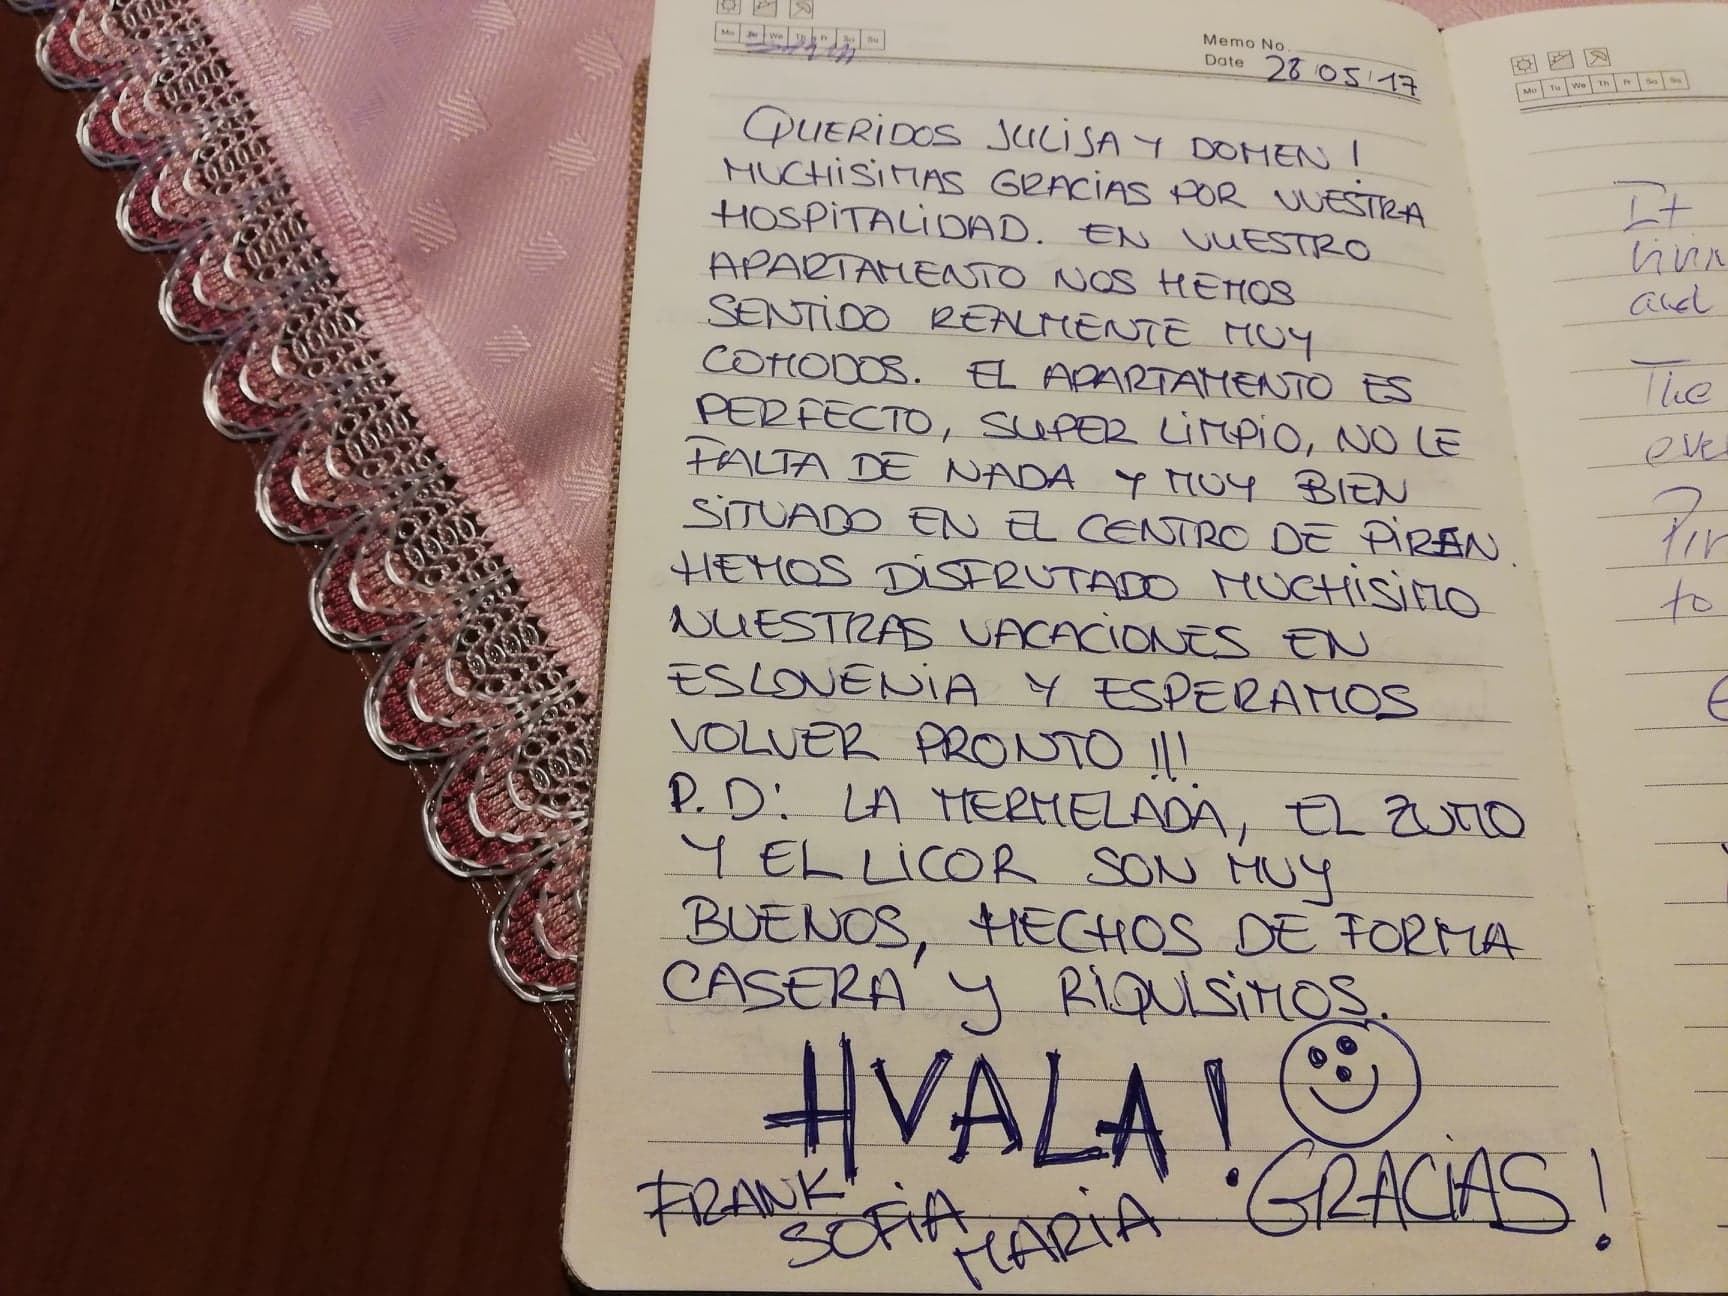 Mo Tu We Th Fr Sa Su
Memo No.
Date 28 05 17
QUERIDOS JULISA Y DOMEN!
MUCHISIMAS GRACIAS POR VUESTRA
HOSPITALIDAD. EN VUESTRO
APARTAMENTO NOS HEMOS
SENTIDO REALMENTE MUY
COMODOS. EL APARTAMENTO ES
PERFECTO, SUPER LIMPIO, NO LE
FALTA DE NADA Y MUY BIEN
SITUADO EN EL CENTRO DE PIRAN.
HEMOS DISFRUTADO MUCHISIMO
NUESTRAS VACACIONES EN
ESLOVENIA Y ESPERAMOS
VOLVER PRONTO!!!
P.D: LA MERMELADA, EL ZUMO
Y EL LICOR SON MUY
BUENOS, HECHOS DE FORMA
CASERA Y RIQUISIMOS.
HVALA!
GRACIAS!
FRANK
SOFIA
MARIA
Mo Tu We Th Fr Sa Su
It
and
The
to